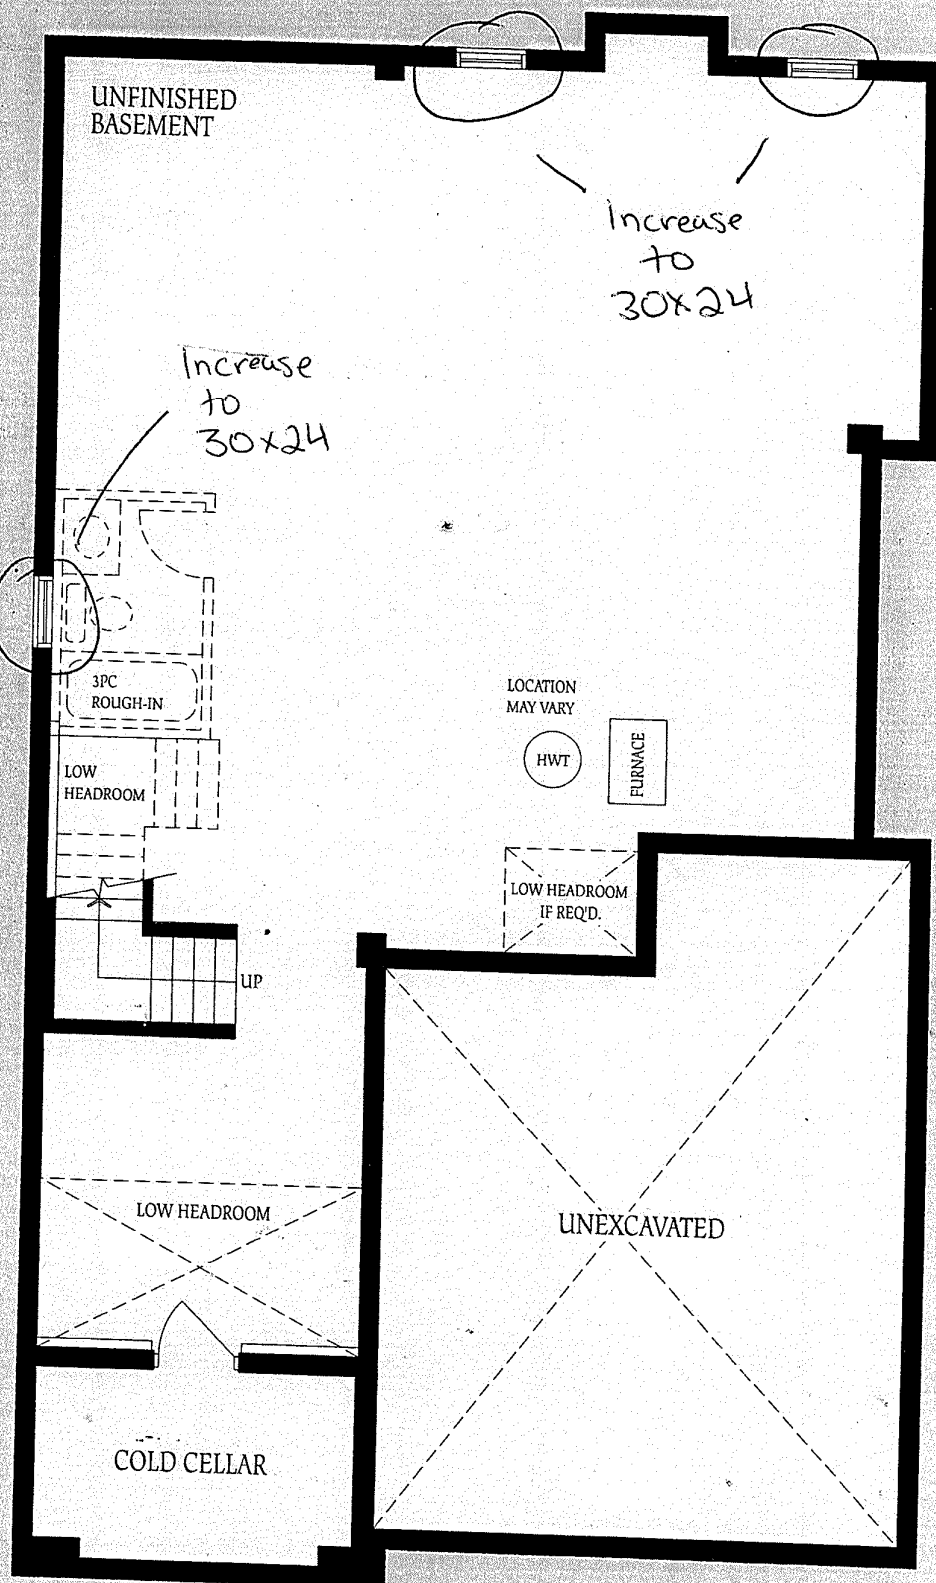 UNFINISHED
BASEMENT
Increase
to
30x24
Increase
to
30x24
3PC
ROUGH-IN
LOCATION
MAY VARY
HWT
FURNACE
LOW
HEADROOM
LOW HEADROOM
IF REQ'D.
UP
LOW HEADROOM
UNEXCAVATED
COLD CELLAR